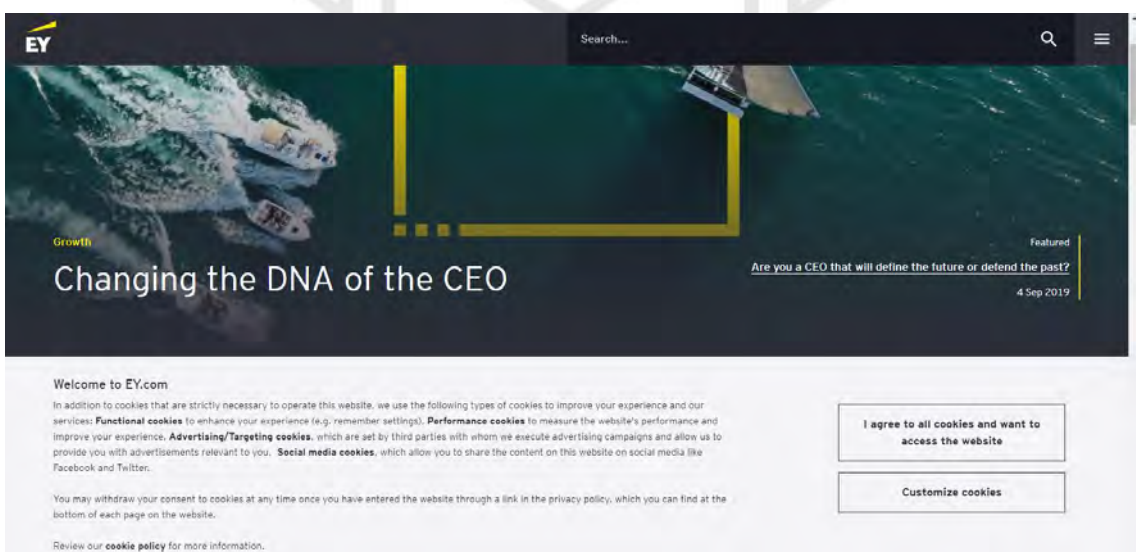 EY
Search...
Growth
Changing the DNA of the CEO
Featured
Are you a CEO that will define the future or defend the past?
4 Sep 2019
Welcome to EY.com
In addition to cookies that are strictly necessary to operate this website, we use the following types of cookies to improve your experience and our
services: Functional cookies to enhance your experience (e.g. remember settings), Performance cookies to measure the website's performance and
improve your experience, Advertising/Targeting cookies, which are set by third parties with whom we execute advertising campaigns and allow us to
provide you with advertisements relevant to you, Social media cookies, which allow you to share the content on this website on social media like
Facebook and Twitter.
You may withdraw your consent to cookies at any time once you have entered the website through a link in the privacy policy, which you can find at the
bottom of each page on the website.
Review our cookie policy for more information.
I agree to all cookies and want to
access the website
Customize cookies